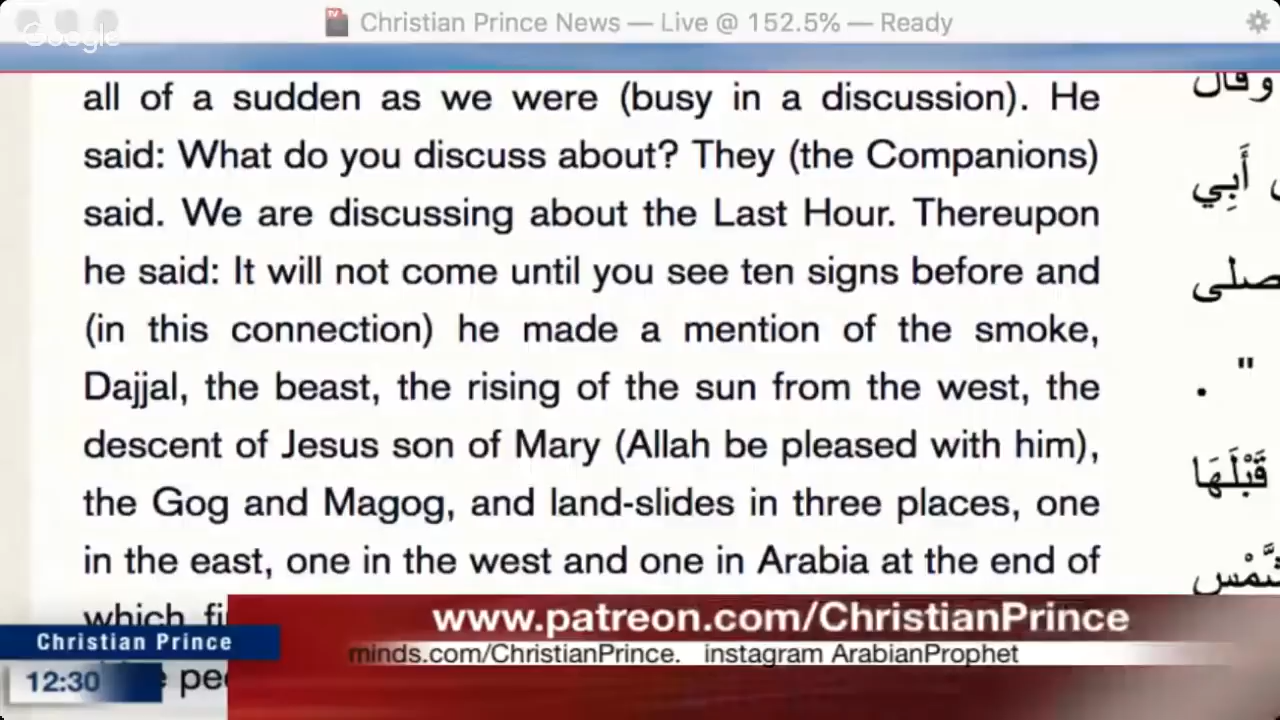 Christian Prince News — Live @ 152.5% — Ready
Google
all of a sudden as we were (busy in a discussion). He
said: What do you discuss about? They (the Companions)
said. We are discussing about the Last Hour. Thereupon
he said: It will not come until you see ten signs before and
(in this connection) he made a mention of the smoke,
Dajjal, the beast, the rising of the sun from the west, the
descent of Jesus son of Mary (Allah be pleased with him),
the Gog and Magog, and land-slides in three places, one
in the east, one in the west and one in Arabia at the end of
which
وقال
أَبِي
صلى
" .
قَبْلَهَا
www.patreon.com/ChristianPrince
Christian Prince
minds.com/ChristianPrince. instagram ArabianProphet
12:30